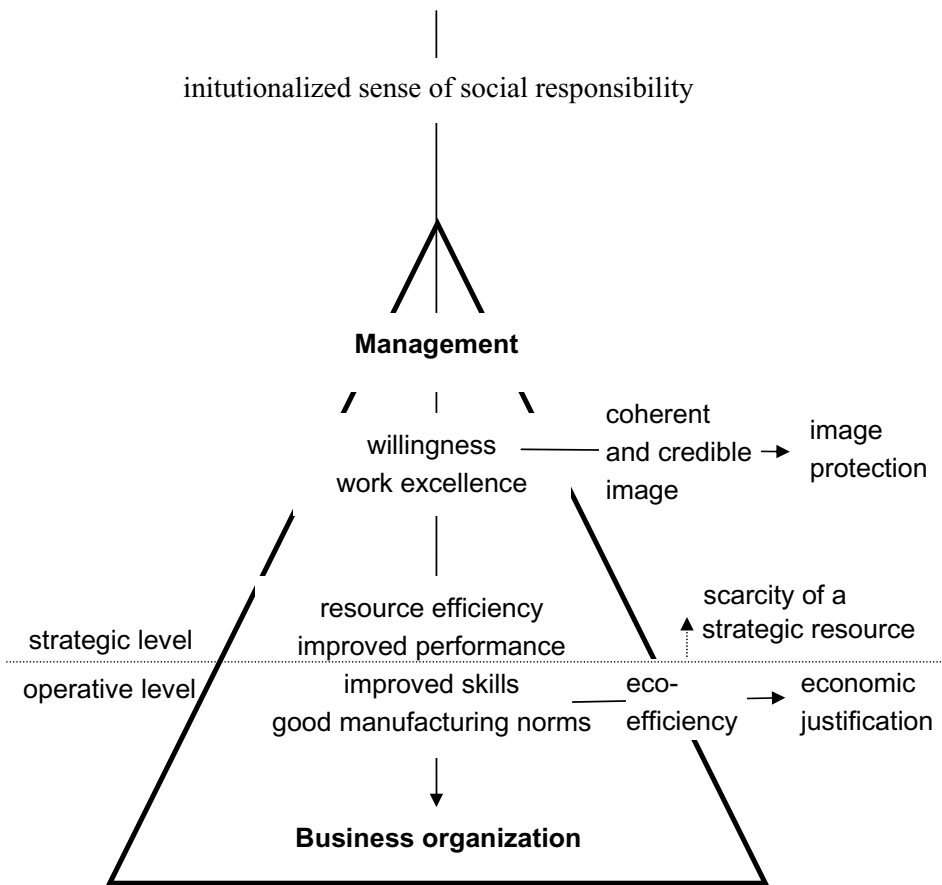 initutionalized sense of social responsibility
Management
willingness
work excellence
coherent
and credible
image
image
protection
resource efficiency
improved performance
scarcity of a
strategic resource
strategic level
operative level
improved skills
good manufacturing norms
eco-
efficiency
economic
justification
Business organization